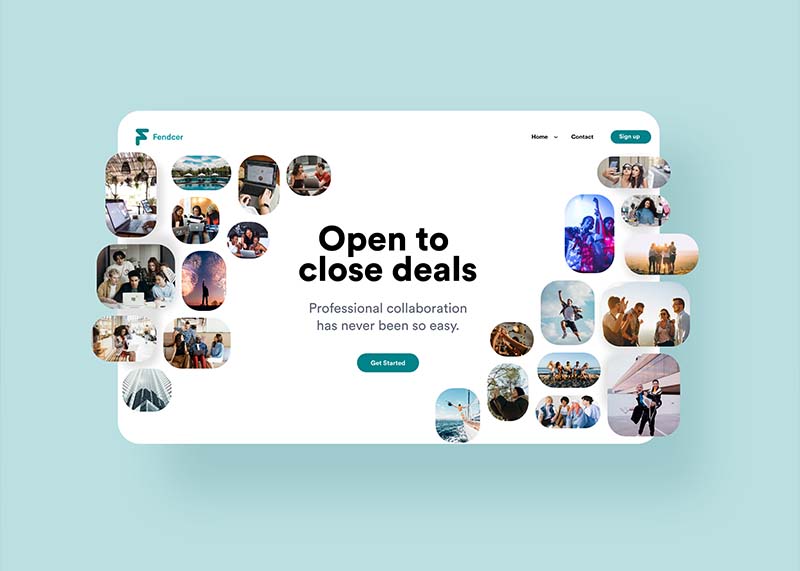 Fendcer
Home
Contact
Sign up
Open to
close deals
Professional collaboration
has never been so easy.
Get Started